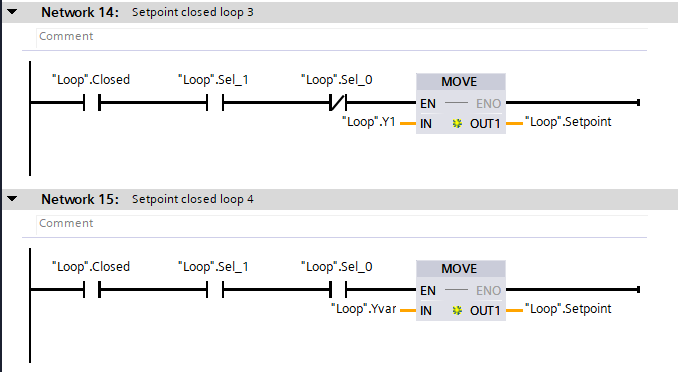 Network 14: Setpoint closed loop 3
Comment
"Loop".Closed "Loop".Sel_1 "Loop".Sel_0
MOVE
EN ENO
"Loop".Y1 IN OUT1 "Loop".Setpoint
Network 15: Setpoint closed loop 4
Comment
"Loop".Closed "Loop".Sel_1 "Loop".Sel_0
MOVE
EN ENO
"Loop".Yvar IN OUT1 "Loop".Setpoint